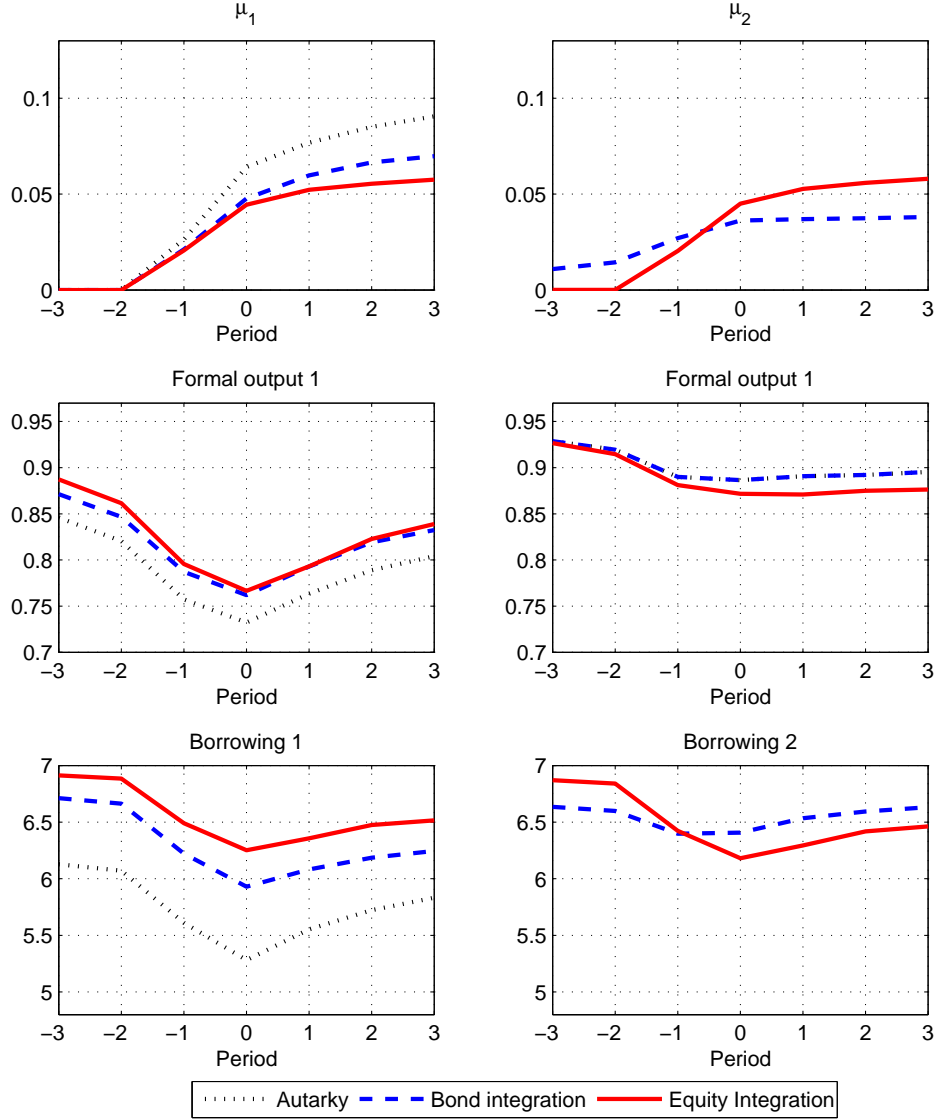 μ1 μ2
0.1 0.1
0.05 0.05
0 0
−3 −2 −1 0 1 2 3 −3 −2 −1 0 1 2 3
Period Period
Formal output 1 Formal output 1
0.95 0.95
0.9 0.9
0.85 0.85
0.8 0.8
0.75 0.75
0.7 0.7
−3 −2 −1 0 1 2 3 −3 −2 −1 0 1 2 3
Period Period
Borrowing 1 Borrowing 2
7 7
6.5 6.5
6 6
5.5 5.5
5 5
−3 −2 −1 0 1 2 3 −3 −2 −1 0 1 2 3
Period Period
Autarky Bond integration Equity Integration